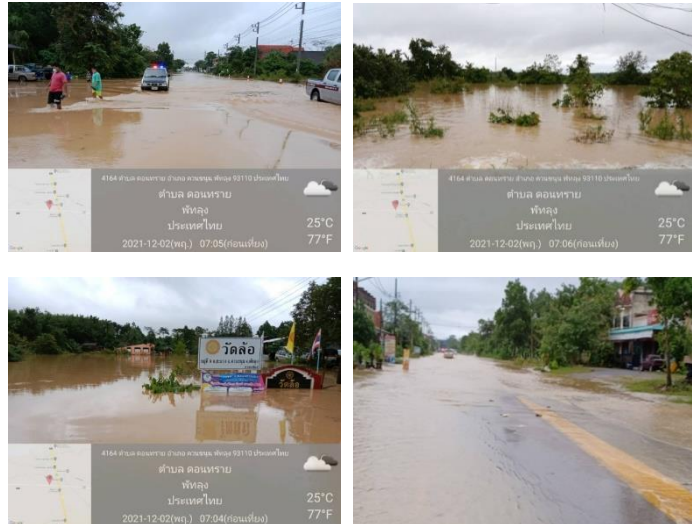 4164 ตำบล ดอนทราย อำเภอ ควนขนุน พัทลุง 93110 ประเทศไทย
ตำบล ดอนทราย
พัทลุง
ประเทศไทย
2021-12-02(พฤ.) 07:05(ก่อนเที่ยง)
25°C
77°F
4164 ตำบล ดอนทราย อำเภอ ควนขนุน พัทลุง 93110 ประเทศไทย
ตำบล ดอนทราย
พัทลุง
ประเทศไทย
2021-12-02(พฤ.) 07:06(ก่อนเที่ยง)
25°C
77°F
วัดล้อ
วัดล้อ
4164 ตำบล ดอนทราย อำเภอ ควนขนุน พัทลุง 93110 ประเทศไทย
ตำบล ดอนทราย
พัทลุง
ประเทศไทย
2021-12-02(พฤ.) 07:04(ก่อนเที่ยง)
25°C
77°F